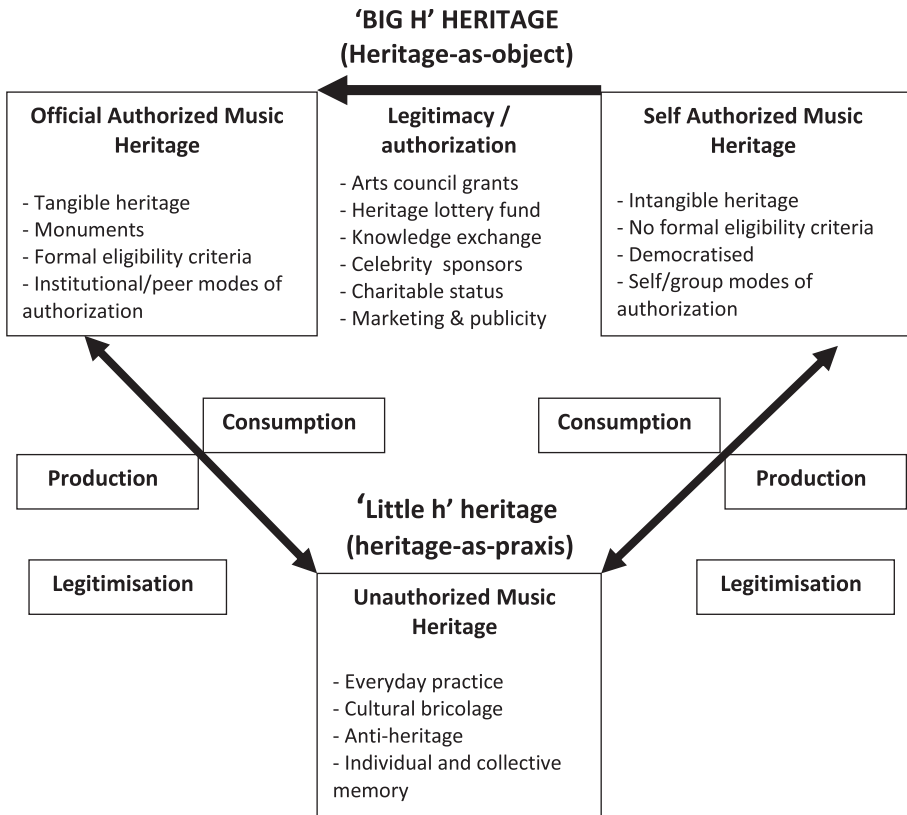 ‘BIG H’ HERITAGE
(Heritage-as-object)
Official Authorized Music
Heritage
- Tangible heritage
- Monuments
- Formal eligibility criteria
- Institutional/peer modes of
authorization
Legitimacy /
authorization
- Arts council grants
- Heritage lottery fund
- Knowledge exchange
- Celebrity sponsors
- Charitable status
- Marketing & publicity
Self Authorized Music
Heritage
- Intangible heritage
- No formal eligibility criteria
- Democratised
- Self/group modes of
authorization
Consumption
Production
Legitimisation
Consumption
Production
Legitimisation
‘Little h’ heritage
(heritage-as-praxis)
Unauthorized Music
Heritage
- Everyday practice
- Cultural bricolage
- Anti-heritage
- Individual and collective
memory